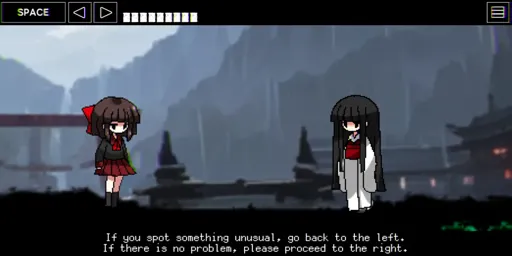 SPACE
If you spot something unusual, go back to the left.
If there is no problem, please proceed to the right.